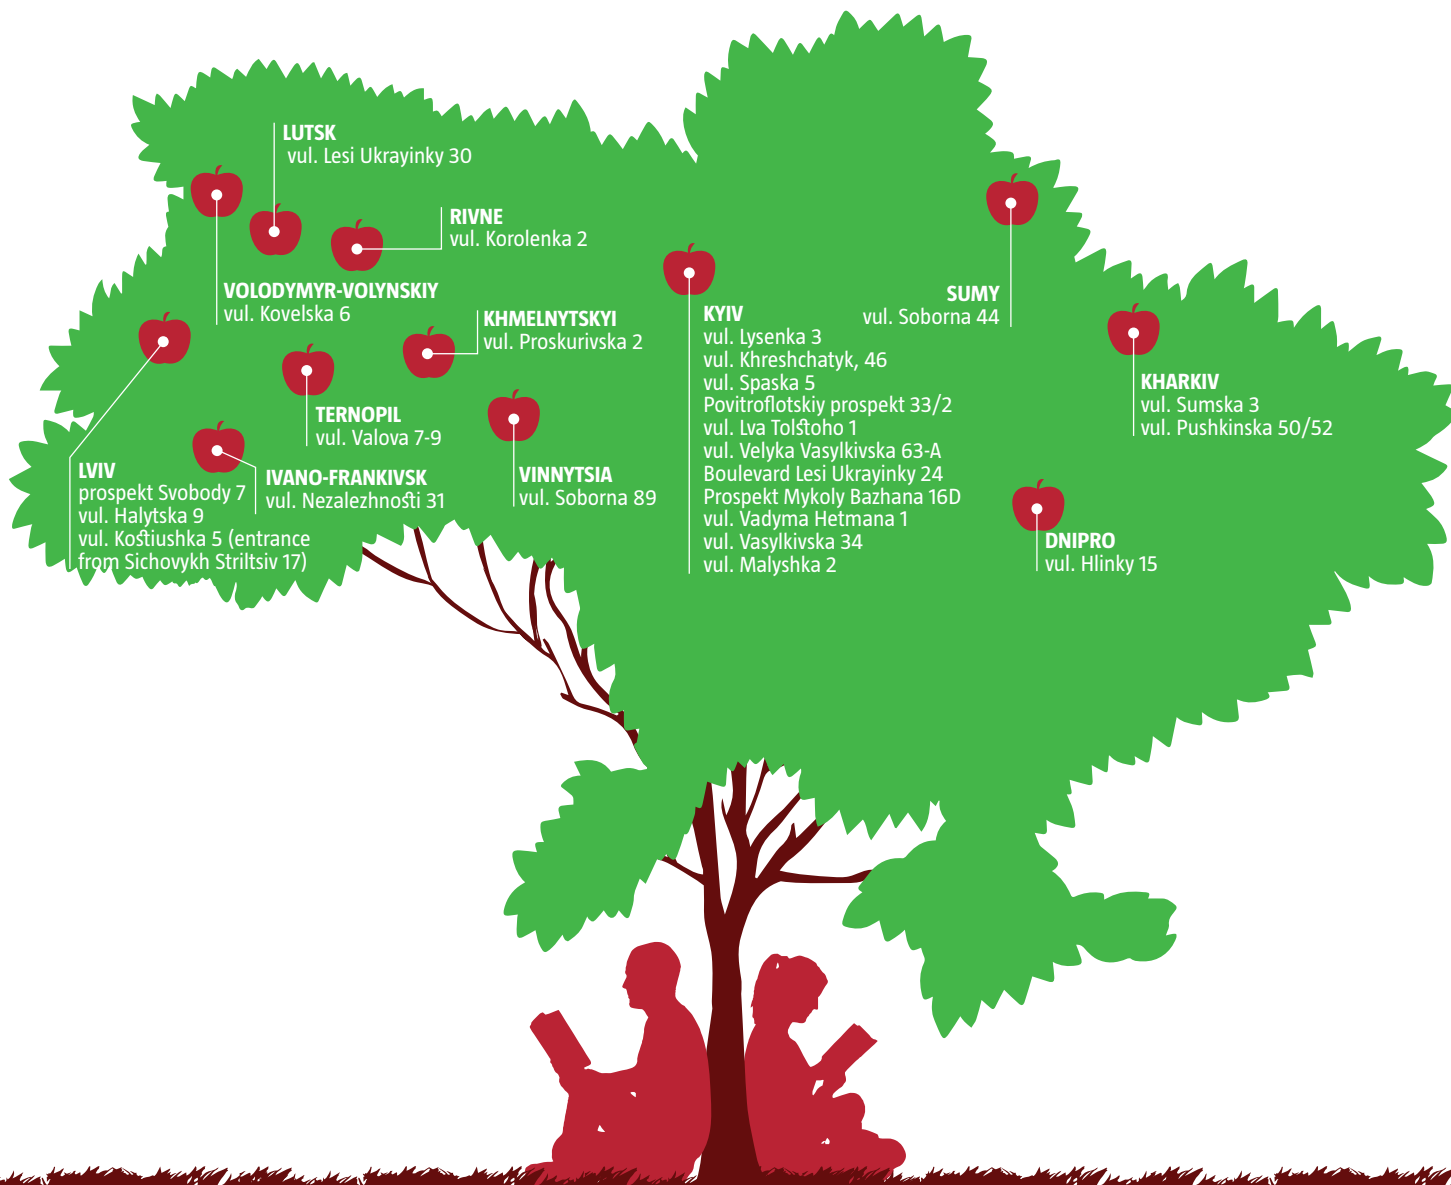 LUTSK
vul. Lesi Ukrayinky 30
RIVNE
vul. Korolenka 2
VOLODYMYR-VOLYNSKIY
vul. Kovelska 6
KHMELNYTSKYI
vul. Proskurivska 2
TERNOPIL
vul. Valova 7-9
LVIV
prospekt Svobody 7
vul. Halytska 9
vul. Kostiushka 5 (entrance
from Sichovykh Striltsiv 17)
IVANO-FRANKIVSK
vul. Nezalezhnosti 31
VINNYTSIA
vul. Soborna 89
KYIV
vul. Lysenka 3
vul. Khreshchatyk, 46
vul. Spaska 5
Povitroflotskiy prospekt 33/2
vul. Lva Tolstoho 1
vul. Velyka Vasylkivska 63-A
Boulevard Lesi Ukrayinky 24
Prospekt Mykoly Bazhana 16D
vul. Vadyma Hetmana 1
vul. Vasylkivska 34
vul. Malyshka 2
SUMY
vul. Soborna 44
KHARKIV
vul. Sumska 3
vul. Pushkinska 50/52
DNIPRO
vul. Hlinky 15